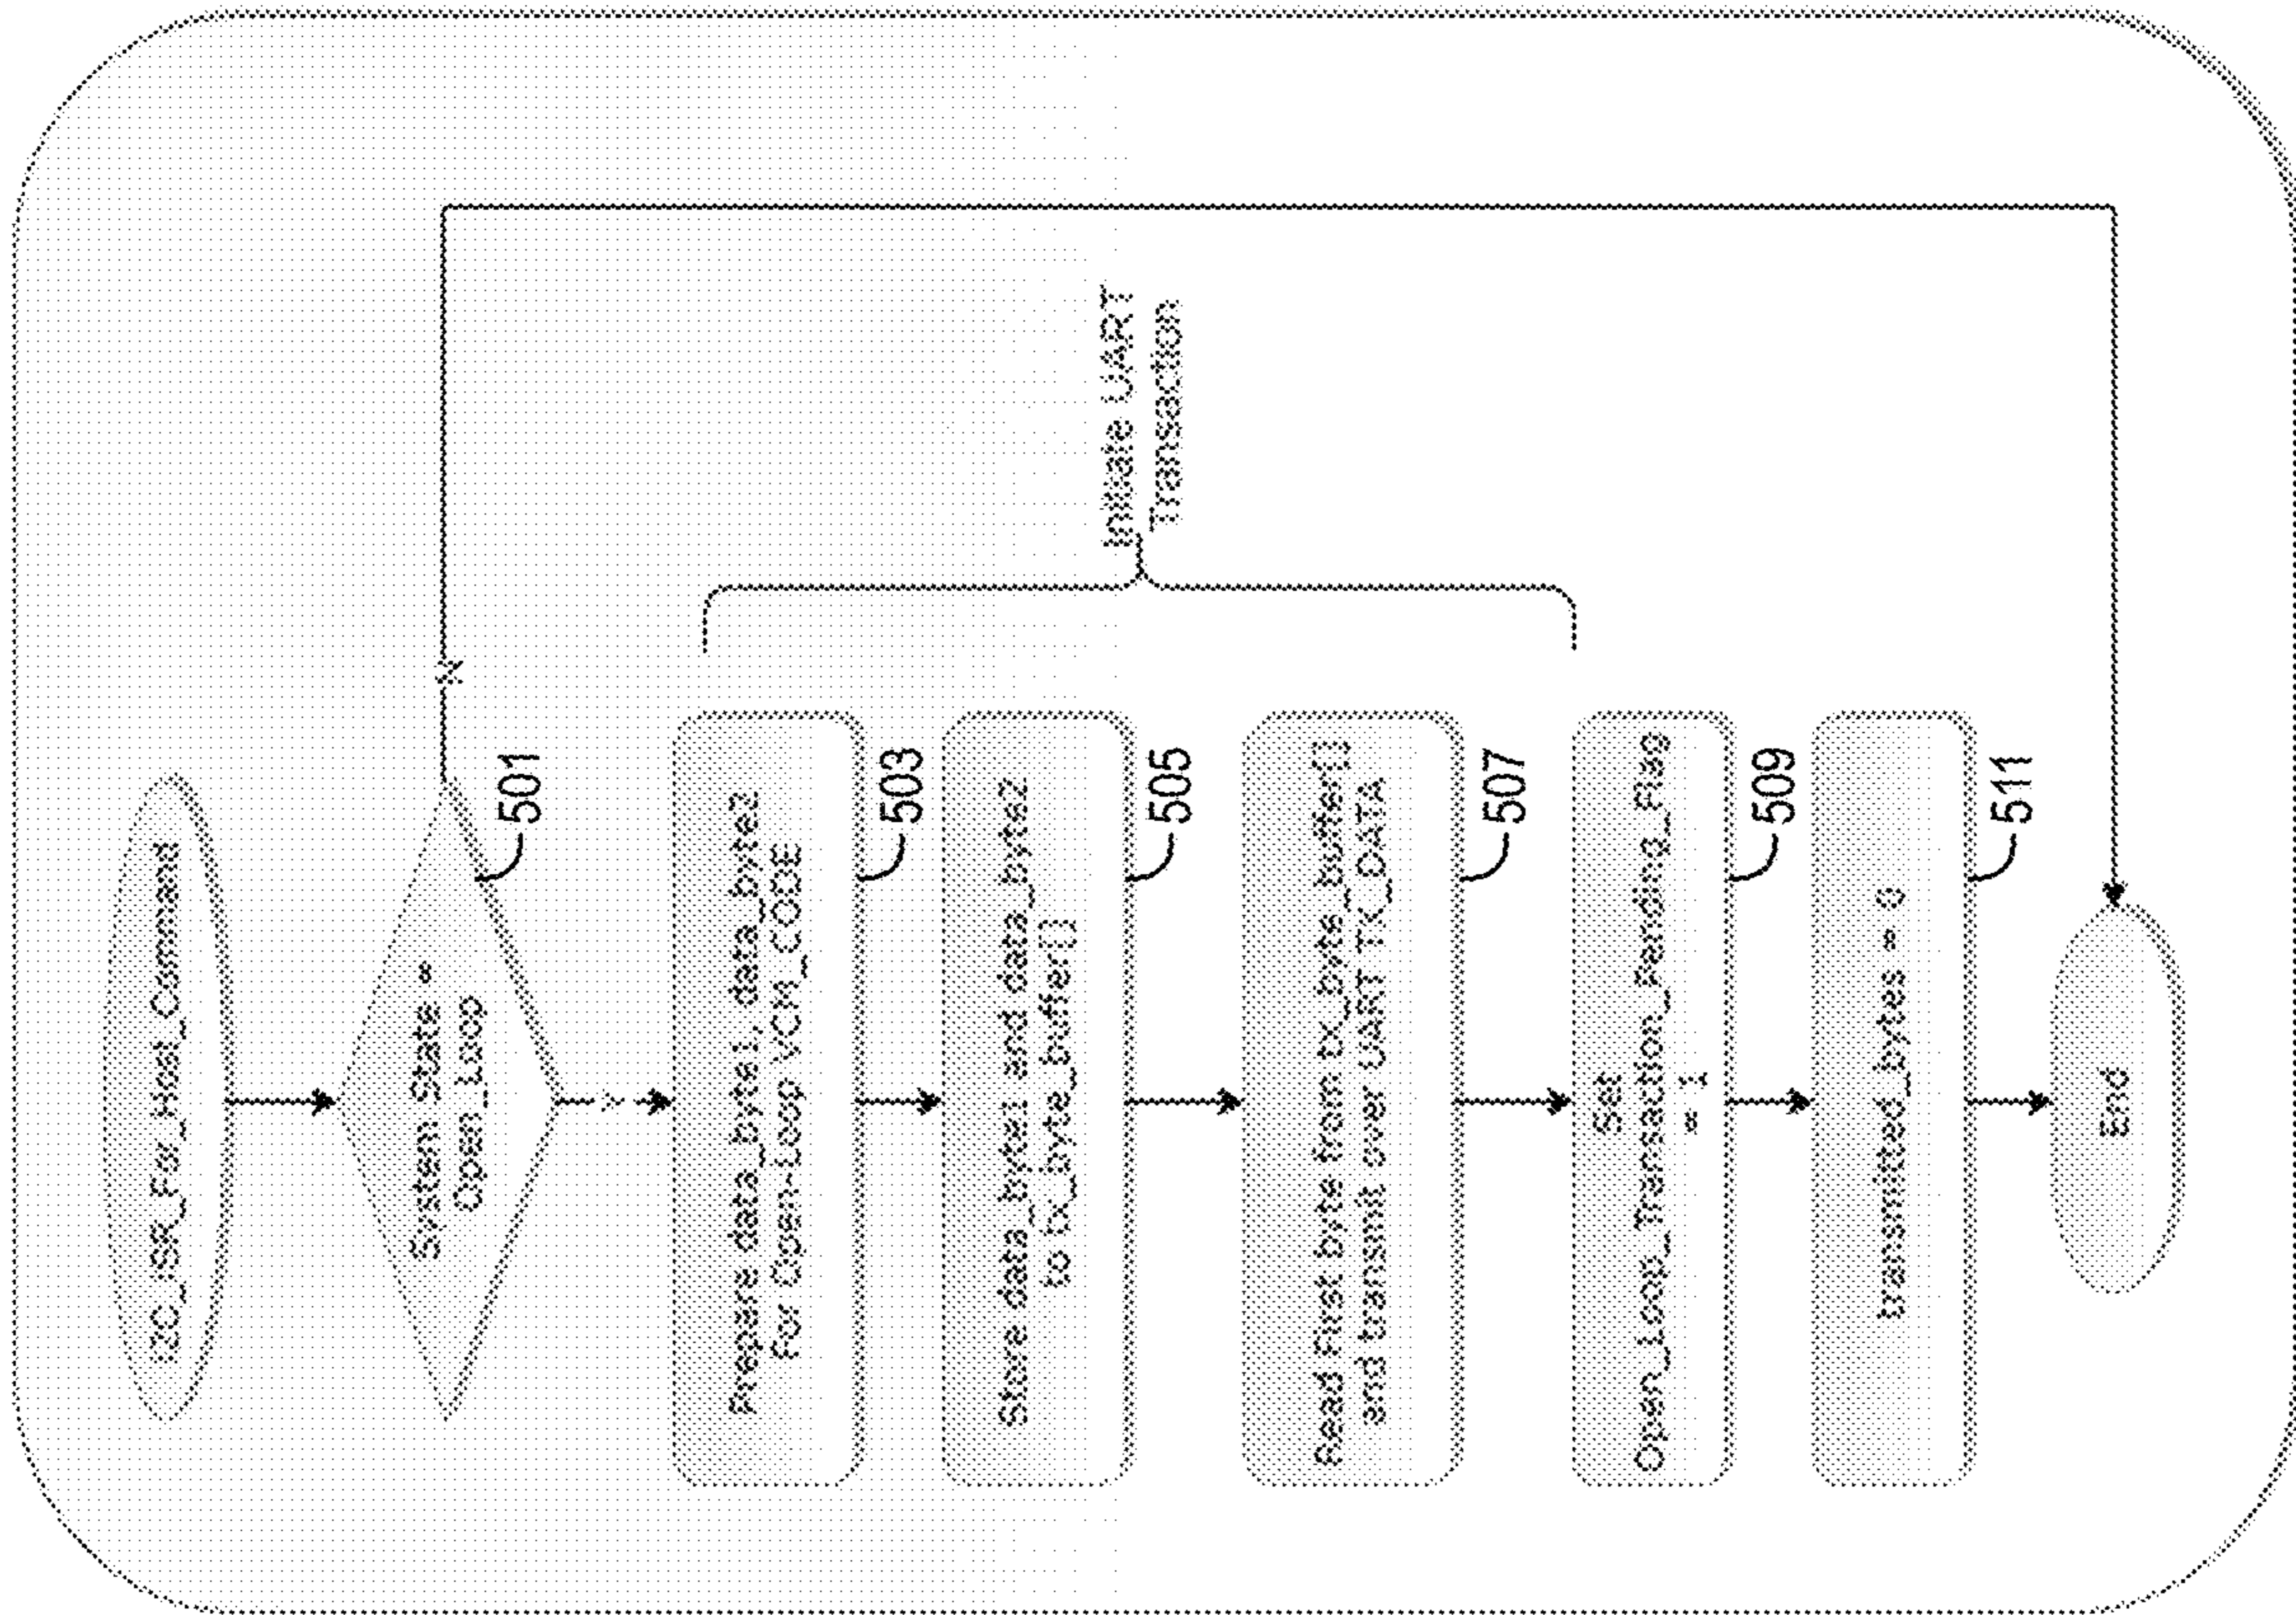 I2C_ISR_For_Host_Command
System State =
Open_Loop
501
N
Y
Prepare data_byte1, data_byte2
For Open-Loop VCM_CODE
503
Store data_byte1 and data_byte2
to tx_byte_buffer[]
505
Initiate UART
Transaction
Read First byte from tx_byte_buffer[]
and transmit over UART TX_DATA
507
Set
Open_Loop_Transaction_Pending_Flag
= 1
509
transmitted_bytes = 0
511
End